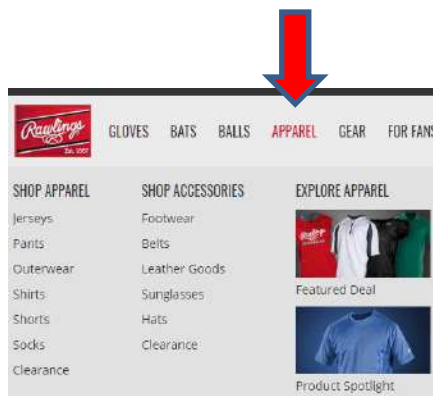 Rawlings
Est. 1887
GLOVES BATS BALLS APPAREL GEAR FOR FANS
SHOP APPAREL
Jerseys
Pants
Outerwear
Shirts
Shorts
Socks
Clearance
SHOP ACCESSORIES
Footwear
Belts
Leather Goods
Sunglasses
Hats
Clearance
EXPLORE APPAREL
Rawlings
Featured Deal
Product Spotlight